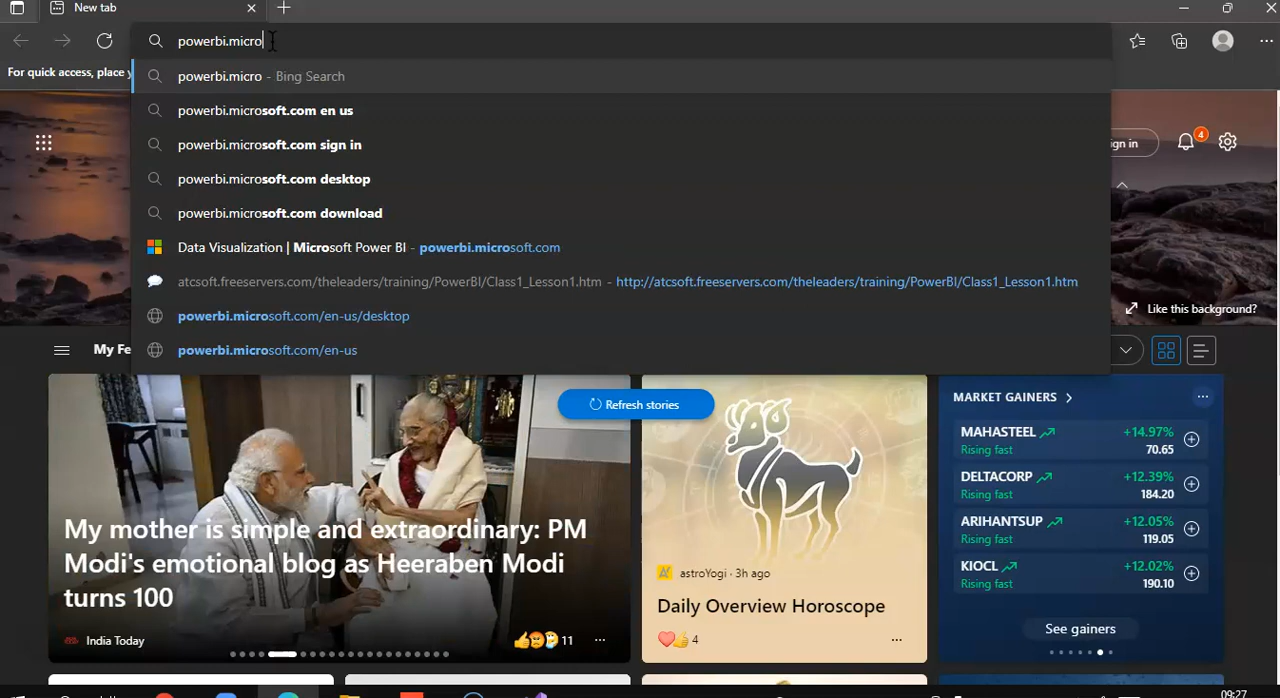 New tab
powerbi.micro
For quick access, place y
powerbi.micro - Bing Search
powerbi.microsoft.com en us
powerbi.microsoft.com sign in
powerbi.microsoft.com desktop
powerbi.microsoft.com download
Data Visualization | Microsoft Power BI - powerbi.microsoft.com
atcsoft.freeservers.com/theleaders/training/PowerBI/Class1_Lesson1.htm - http://atcsoft.freeservers.com/theleaders/training/PowerBI/Class1_Lesson1.htm
powerbi.microsoft.com/en-us/desktop
powerbi.microsoft.com/en-us
ign in
4
Like this background?
My Fe
Refresh stories
My mother is simple and extraordinary: PM
Modi's emotional blog as Heeraben Modi
turns 100
India Today
11
astroYogi · 3h ago
Daily Overview Horoscope
4
MARKET GAINERS
MAHASTEEL +14.97%
Rising fast 70.65
DELTACORP +12.39%
Rising fast 184.20
ARIHANTSUP +12.05%
Rising fast 119.05
KIOCL +12.02%
Rising fast 190.10
See gainers
09:27